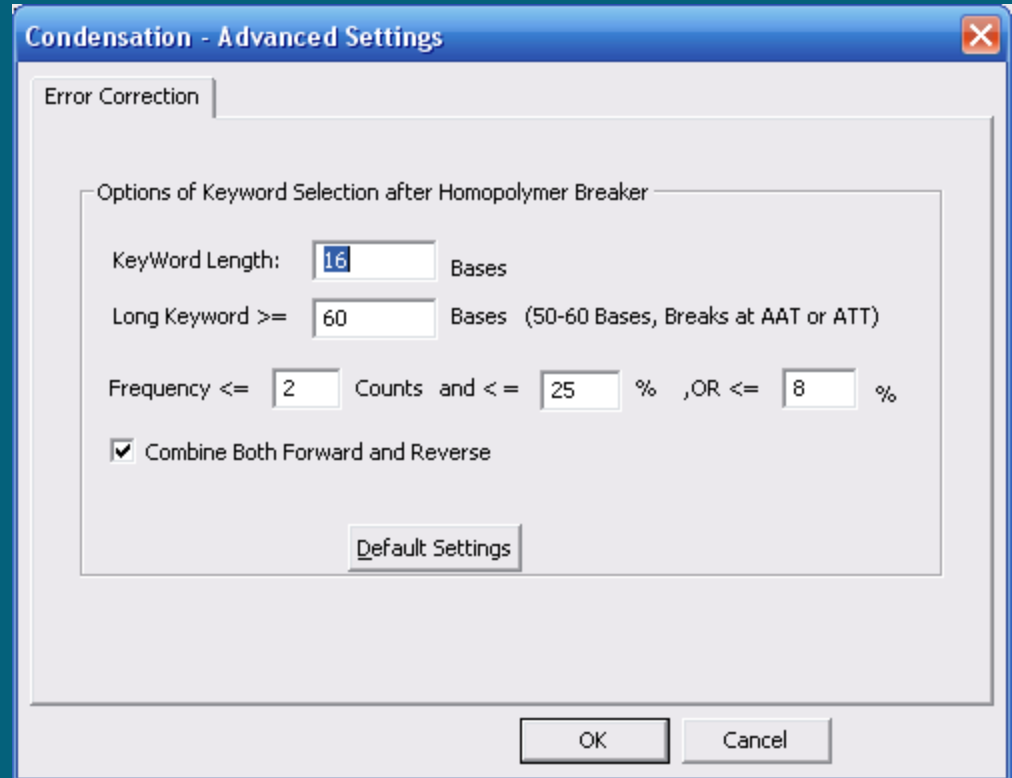 Condensation - Advanced Settings
Error Correction
Options of Keyword Selection after Homopolymer Breaker
KeyWord Length: 16 Bases
Long Keyword >= 60 Bases (50-60 Bases, Breaks at AAT or ATT)
Frequency <= 2 Counts and < = 25 % ,OR <= 8 %
Combine Both Forward and Reverse
Default Settings
OK Cancel